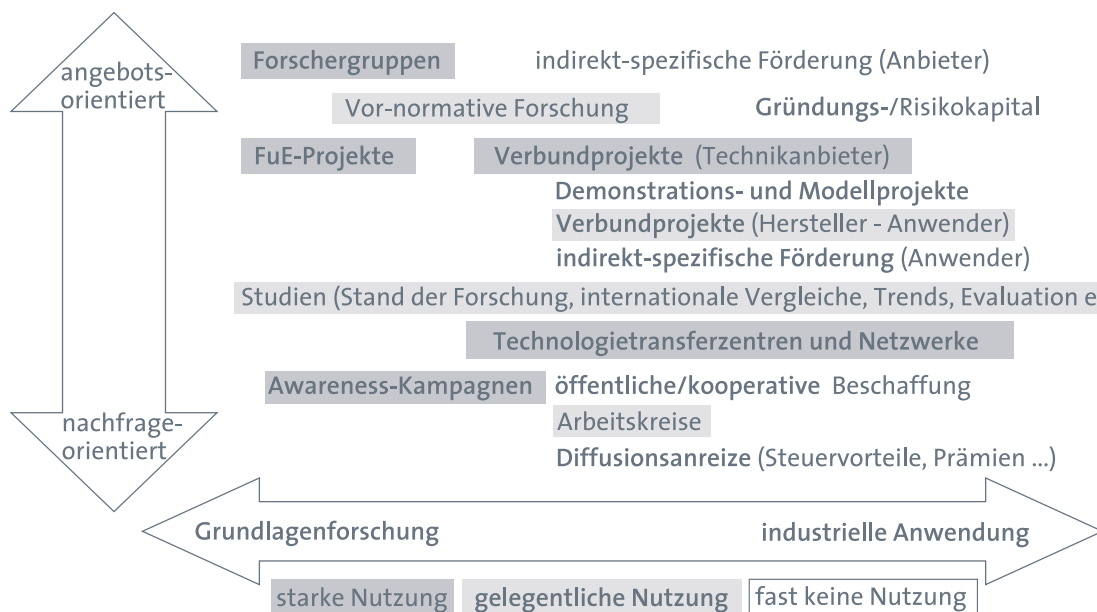 angebots-
orientiert
Forschergruppen
indirekt-spezifische Förderung (Anbieter)
Vor-normative Forschung
Gründungs-/Risikokapital
FuE-Projekte
Verbundprojekte (Technikanbieter)
Demonstrations- und Modellprojekte
Verbundprojekte (Hersteller - Anwender)
indirekt-spezifische Förderung (Anwender)
Studien (Stand der Forschung, internationale Vergleiche, Trends, Evaluation e
Technologietransferzentren und Netzwerke
Awareness-Kampagnen
öffentliche/kooperative Beschaffung
nachfrage-
orientiert
Arbeitskreise
Diffusionsanreize (Steuervorteile, Prämien ...)
Grundlagenforschung
industrielle Anwendung
starke Nutzung
gelegentliche Nutzung
fast keine Nutzung